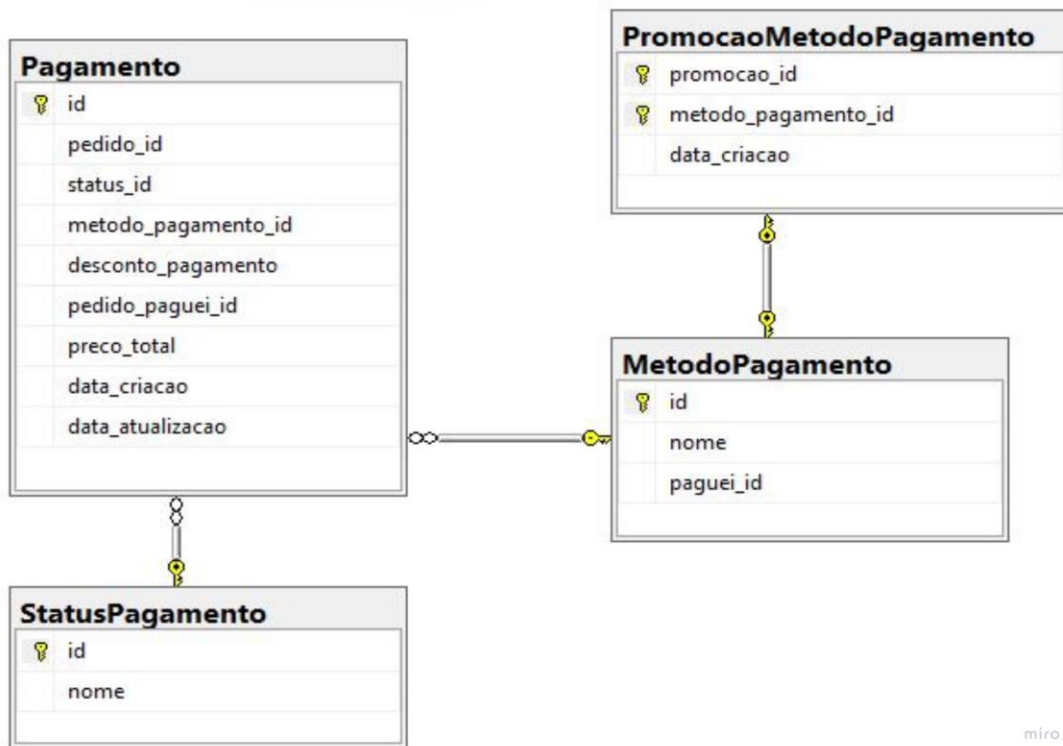 Pagamento
id
pedido_id
status_id
metodo_pagamento_id
desconto_pagamento
pedido_paguei_id
preco_total
data_criacao
data_atualizacao
PromocaoMetodoPagamento
promocao_id
metodo_pagamento_id
data_criacao
MetodoPagamento
id
nome
paguei_id
StatusPagamento
id
nome
miro